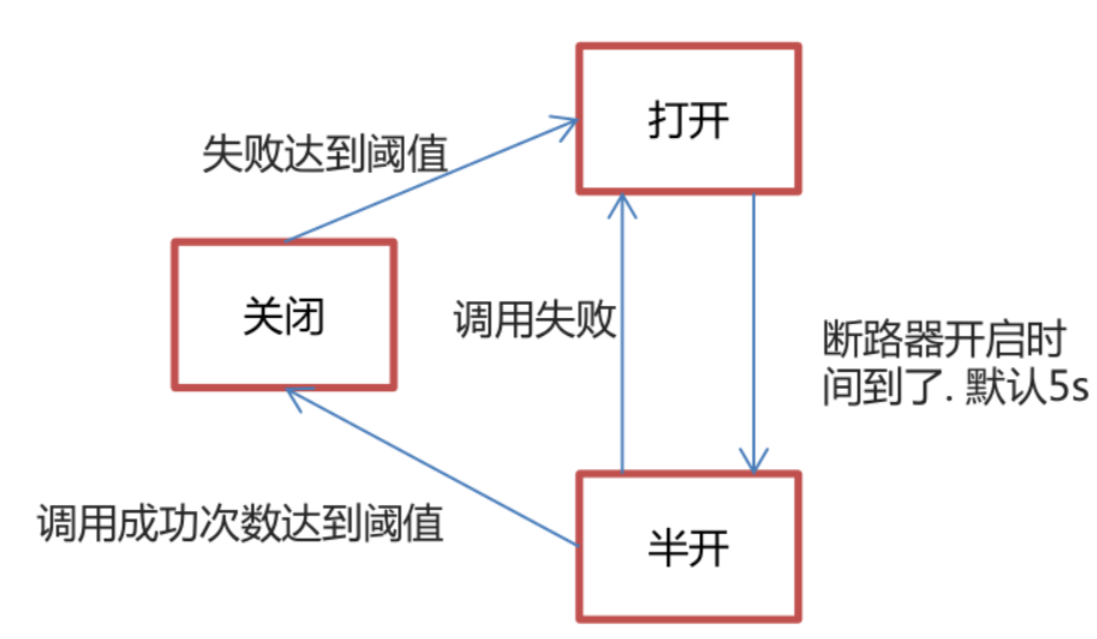 打开
失败达到阈值
关闭
调用失败
断路器开启时
间到了. 默认5s
调用成功次数达到阈值
半开